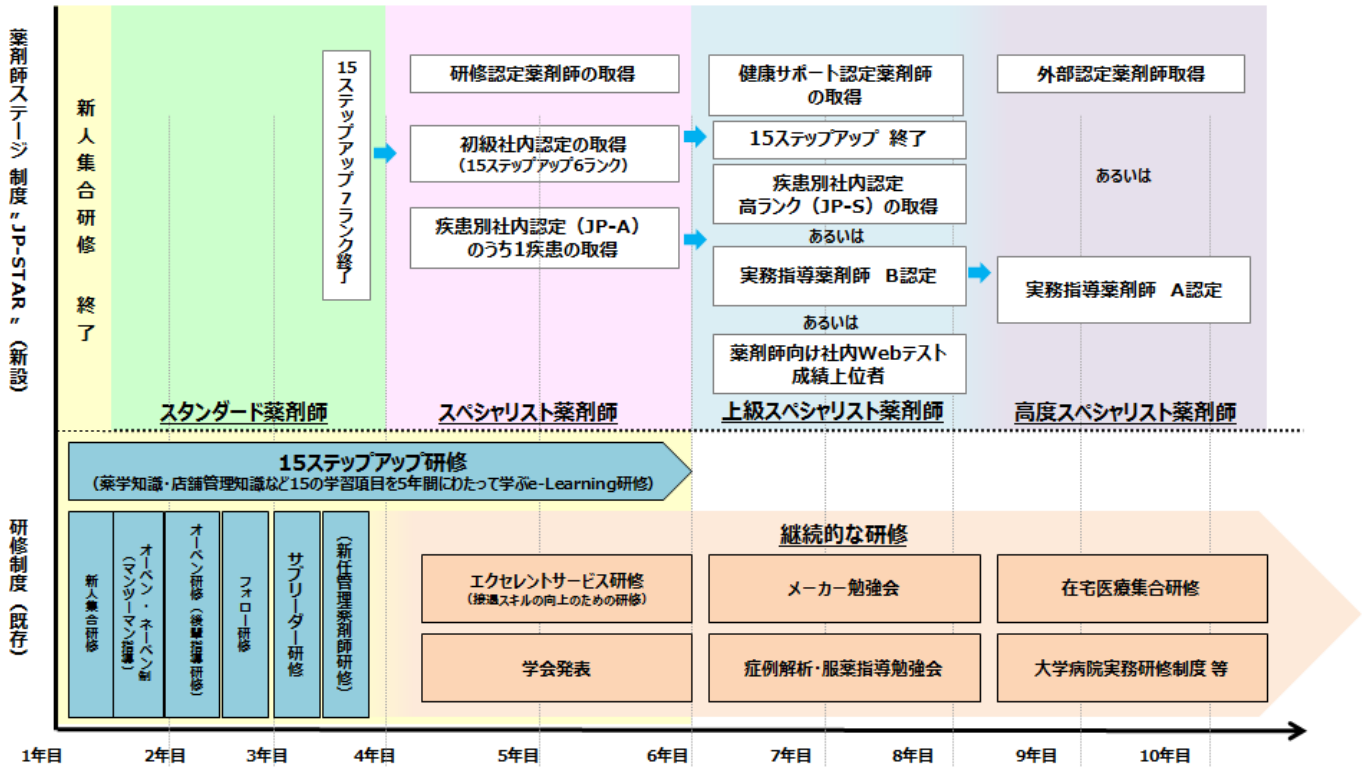 薬剤師ステージ制度 〟JP-STAR〟 (新設)
新人集合研修 終了
15ステップアップ7ランク終了
スタンダード薬剤師
研修認定薬剤師の取得
初級社内認定の取得
(15ステップアップ6ランク)
疾患別社内認定（JP-A）
のうち1疾患の取得
スペシャリスト薬剤師
健康サポート認定薬剤師
の取得
15ステップアップ 終了
疾患別社内認定
高ランク（JP-S）の取得
あるいは
実務指導薬剤師 B認定
あるいは
薬剤師向け社内Webテスト
成績上位者
上級スペシャリスト薬剤師
外部認定薬剤師取得
あるいは
実務指導薬剤師 A認定
高度スペシャリスト薬剤師
研修制度 (既存)
15ステップアップ研修
(薬学知識・店舗管理知識など15の学習項目を5年間にわたって学ぶe-Learning研修)
新人集合研修
オーベン・ネーベン制
(マンツーマン指導)
オーベン研修 (後輩指導研修)
フォロー研修
サブリーダー研修
(新任管理薬剤師研修)
継続的な研修
エクセレントサービス研修
(接遇スキルの向上のための研修)
メーカー勉強会
在宅医療集合研修
学会発表
症例解析・服薬指導勉強会
大学病院実務研修制度 等
1年目 2年目 3年目 4年目 5年目 6年目 7年目 8年目 9年目 10年目